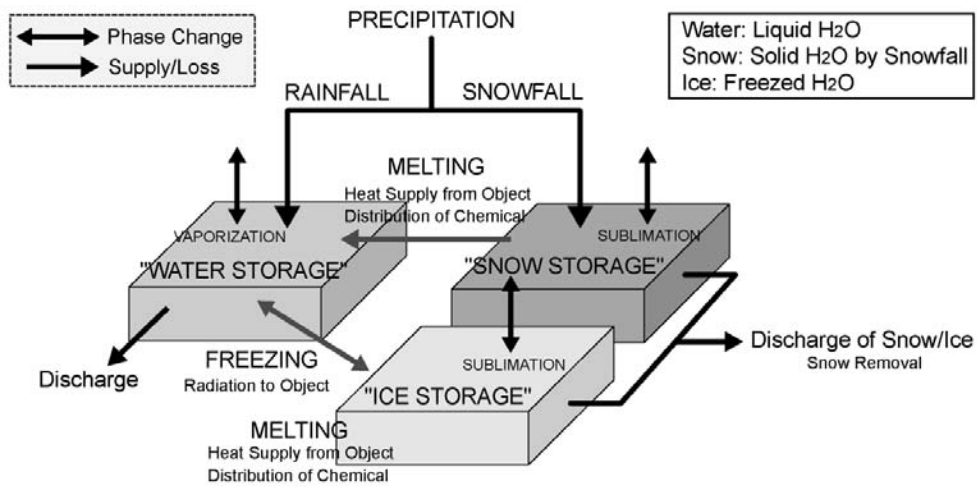 PRECIPITATION
Phase Change
Supply/Loss
Water: Liquid H2O
Snow: Solid H2O by Snowfall
Ice: Freezed H2O
RAINFALL
SNOWFALL
MELTING
Heat Supply from Object
Distribution of Chemical
VAPORIZATION
"WATER STORAGE"
SUBLIMATION
"SNOW STORAGE"
Discharge
FREEZING
Radiation to Object
SUBLIMATION
"ICE STORAGE"
Discharge of Snow/Ice
Snow Removal
MELTING
Heat Supply from Object
Distribution of Chemical